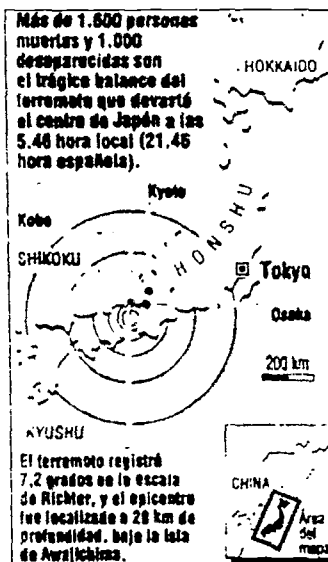 Más de 1.600 personas
muertas y 1.000
desaparecidas son
el trágico balance del
terremoto que devastó
el centro de Japón a las
5.46 hora local (21.46
hora española).
HOKKAIDO
Kyoto
Kobe
HONSHU
SHIKOKU
Tokyo
Osaka
200 km
KYUSHU
El terremoto registró
7,2 grados en la escala
de Richter, y el epicentro
fue localizado a 20 km de
profundidad, bajo la isla
de Awajichima.
CHINA
Área
del
mapa